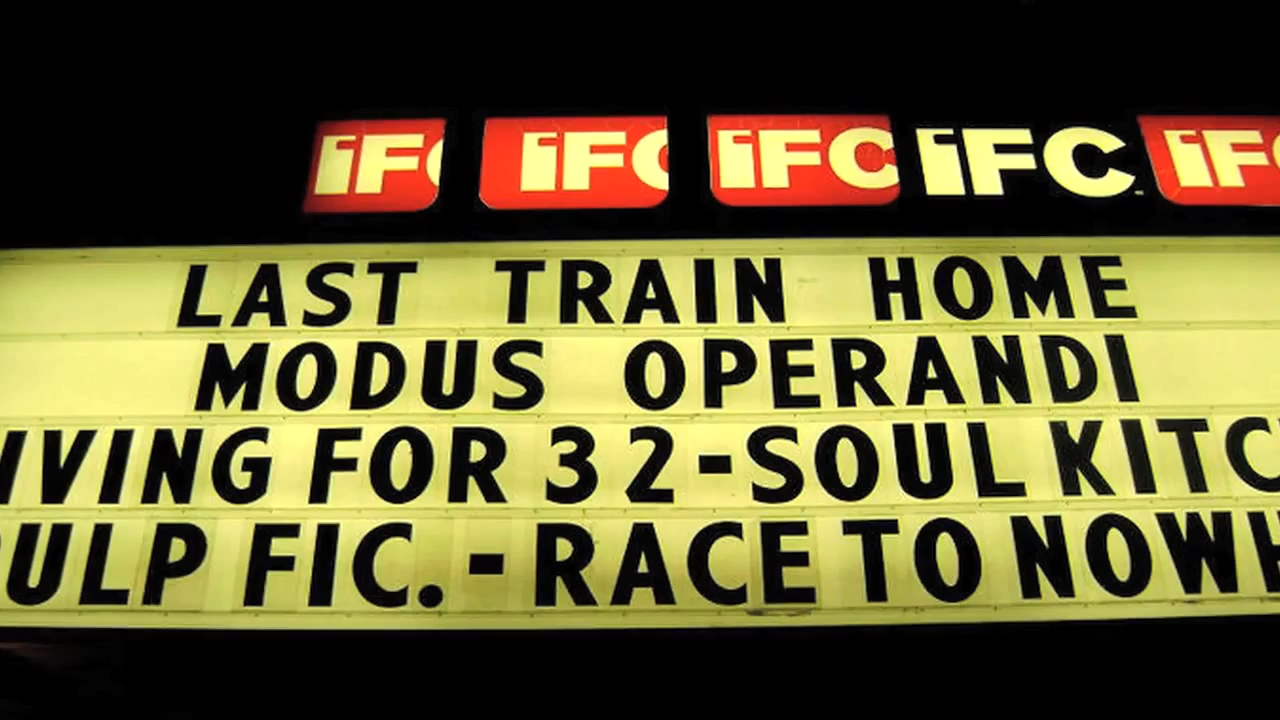 iFC iFC iFC iFC iFC
LAST TRAIN HOME
MODUS OPERANDI
IVING FOR 32-SOUL KITC
ULP FIC.-RACE TO NOWH